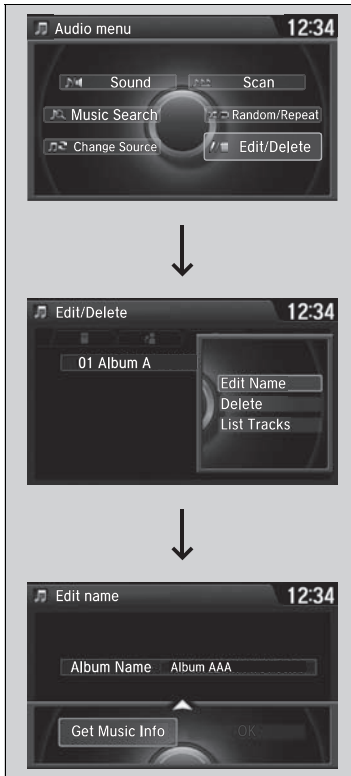 Audio menu 12:34
Sound Scan
Music Search Random/Repeat
Change Source Edit/Delete
Edit/Delete 12:34
01 Album A
Edit Name
Delete
List Tracks
Edit name 12:34
Album Name Album AAA
Get Music Info OK